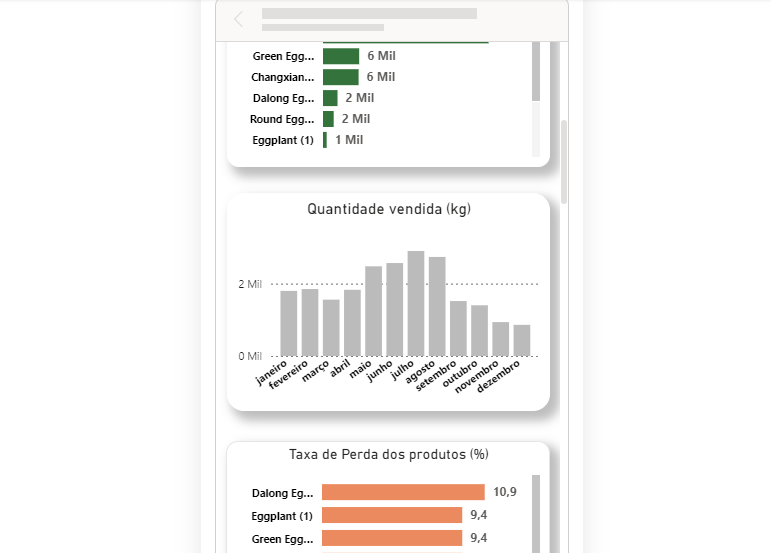 Green Egg... 6 Mil
Changxian... 6 Mil
Dalong Eg... 2 Mil
Round Egg... 2 Mil
Eggplant (1) 1 Mil
Quantidade vendida (kg)
2 Mil
0 Mil
janeiro
fevereiro
março
abril
maio
junho
julho
agosto
setembro
outubro
novembro
dezembro
Taxa de Perda dos produtos (%)
Dalong Eg... 10,9
Eggplant (1) 9,4
Green Egg... 9,4